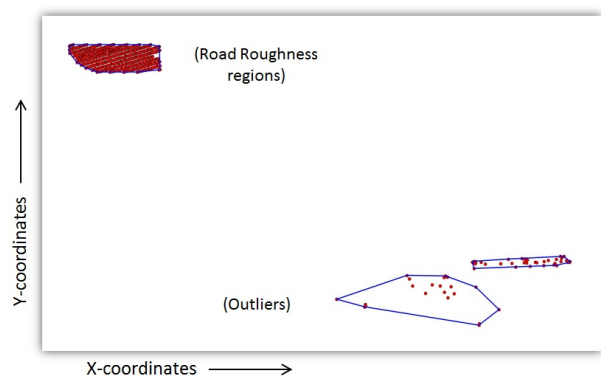 (Road Roughness
regions)
Y-coordinates
(Outliers)
X-coordinates